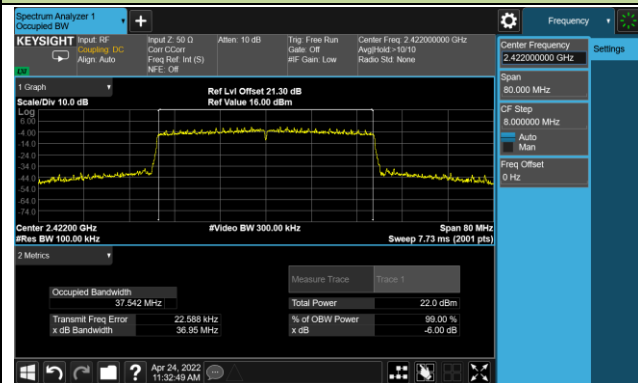 Spectrum Analyzer 1
Occupied BW
Frequency
KEYSIGHT
Input: RF
Coupling: DC
Align: Auto
Input Z: 50 Ω
Corr CCorr
Freq Ref: Int (S)
NFE: Off
Atten: 10 dB
Trig: Free Run
Gate: Off
#IF Gain: Low
Center Freq: 2.422000000 GHz
Avg|Hold:>10/10
Radio Std: None
Center Frequency
2.422000000 GHz
Settings
Span
80.000 MHz
CF Step
8.000000 MHz
Auto
Man
Freq Offset
0 Hz
1 Graph
Scale/Div 10.0 dB
Ref Lvl Offset 21.30 dB
Ref Value 16.00 dBm
Log
6.00
-4.00
-14.0
-24.0
-34.0
-44.0
-54.0
-64.0
-74.0
Center 2.42200 GHz
#Res BW 100.00 kHz
#Video BW 300.00 kHz
Span 80 MHz
Sweep 7.73 ms (2001 pts)
2 Metrics
Measure Trace
Trace 1
Occupied Bandwidth
37.542 MHz
Total Power
22.0 dBm
Transmit Freq Error
22.588 kHz
% of OBW Power
99.00 %
x dB Bandwidth
36.95 MHz
x dB
-6.00 dB
Apr 24, 2022
11:32:49 AM